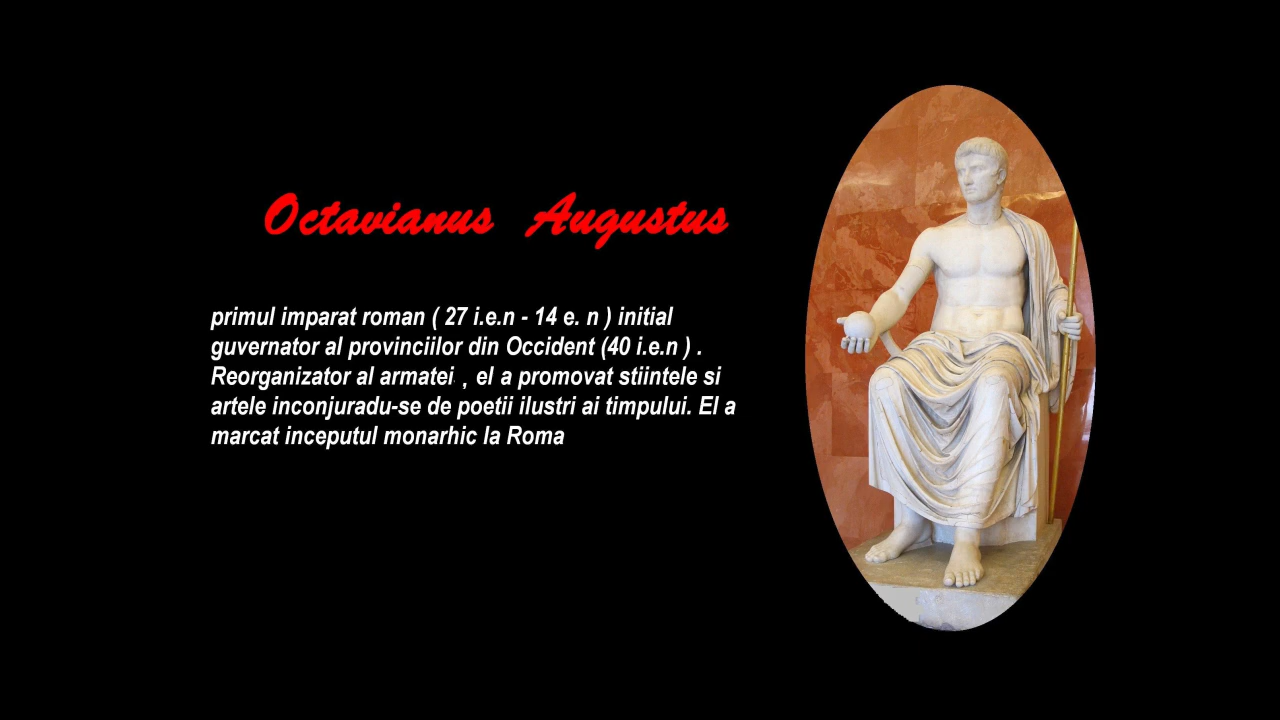 Octavianus Augustus
primul imparat roman ( 27 i.e.n - 14 e. n ) initial
guvernator al provinciilor din Occident (40 i.e.n ) .
Reorganizator al armatei , el a promovat stiintele si
artele inconjuradu-se de poetii ilustri ai timpului. El a
marcat inceputul monarhic la Roma